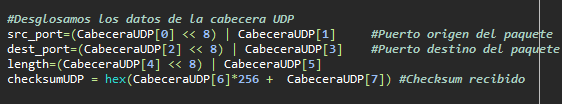 #Desglosamos los datos de la cabecera UDP
src_port=(CabeceraUDP[0] << 8) | CabeceraUDP[1]     #Puerto origen del paquete
dest_port=(CabeceraUDP[2] << 8) | CabeceraUDP[3]    #Puerto destino del paquete
length=(CabeceraUDP[4] << 8) | CabeceraUDP[5]
checksumUDP = hex(CabeceraUDP[6]*256 +  CabeceraUDP[7]) #Checksum recibido